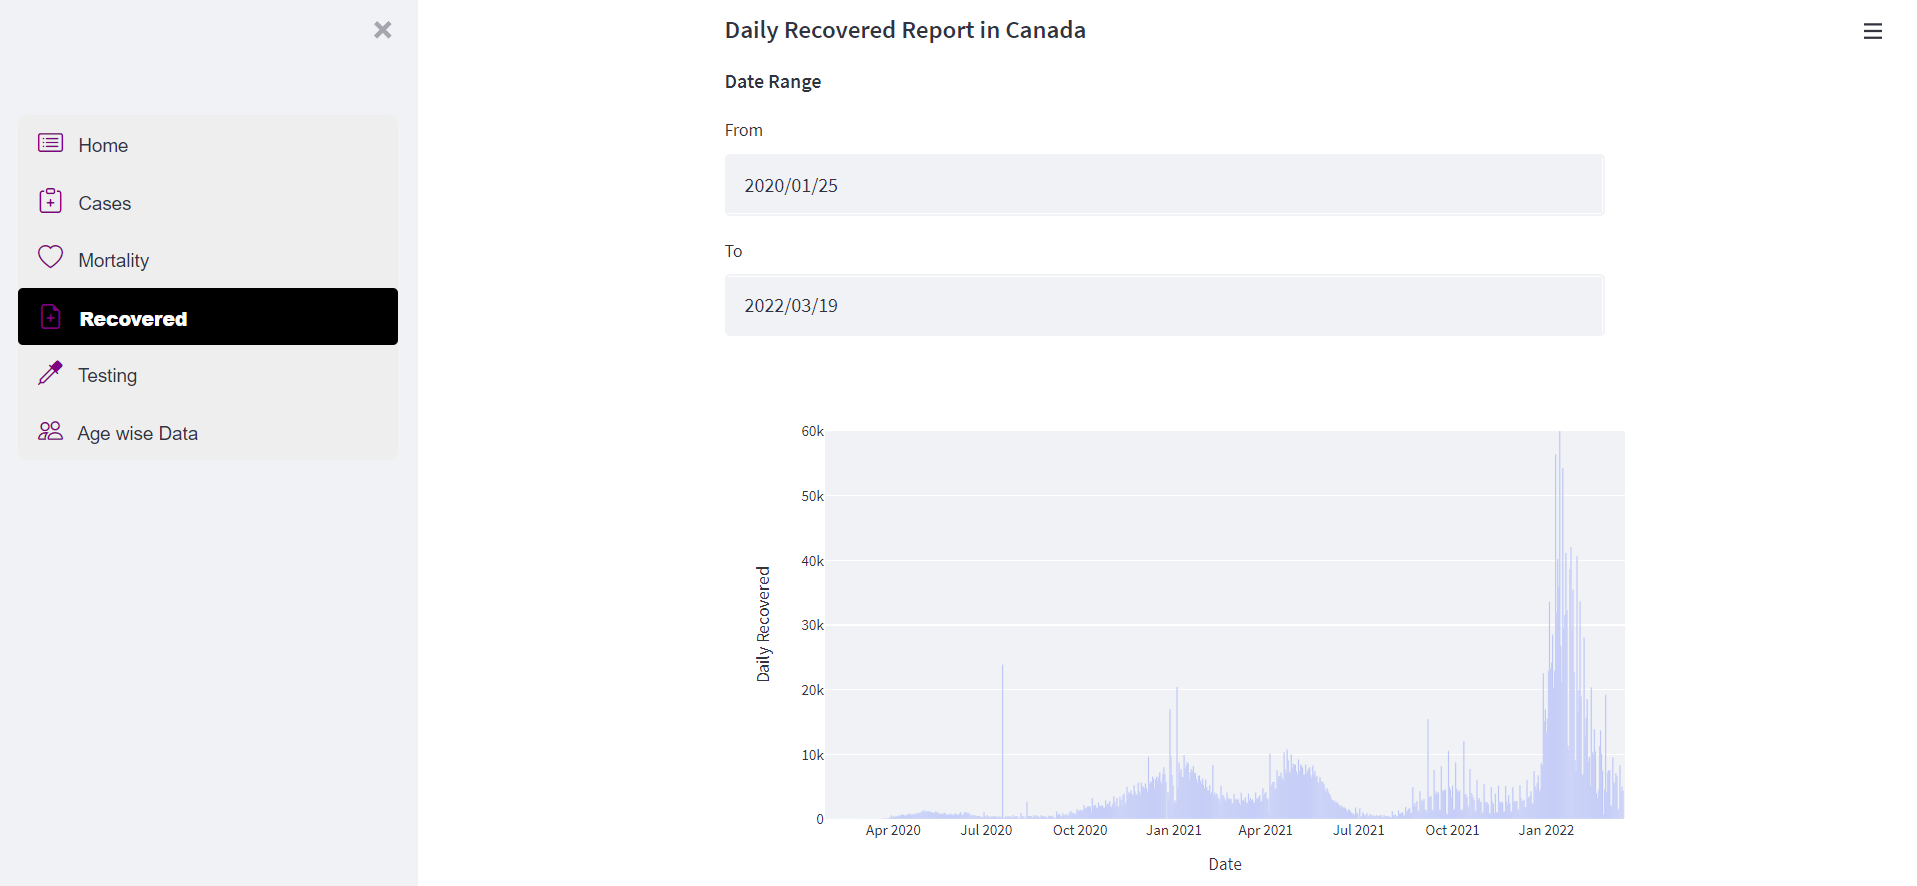 Home
Cases
Mortality
Recovered
Testing
Age wise Data
Daily Recovered Report in Canada
Date Range
From
2020/01/25
To
2022/03/19
60k
50k
40k
30k
20k
10k
0
Daily Recovered
Apr 2020 Jul 2020 Oct 2020 Jan 2021 Apr 2021 Jul 2021 Oct 2021 Jan 2022
Date